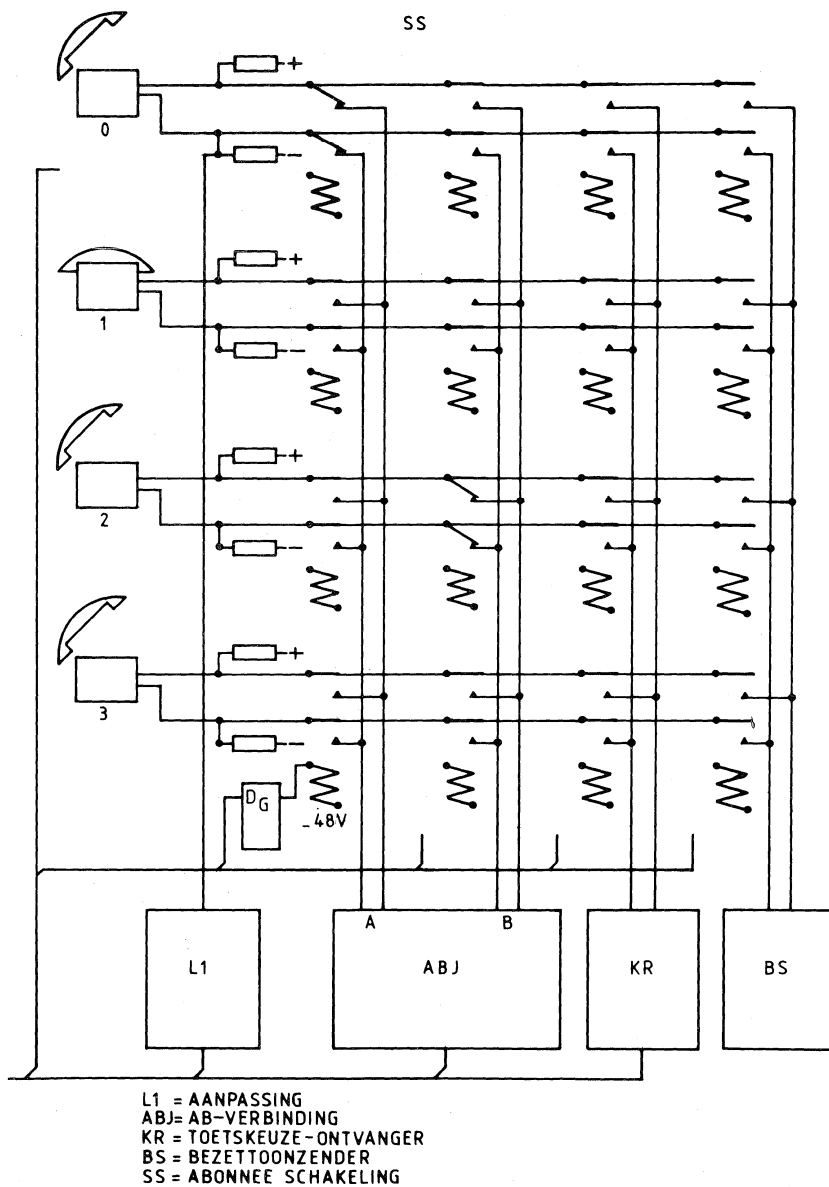 SS
+
0
+
1
+
2
+
3
DG
-48V
A
B
L1
ABJ
KR
BS
L1 = AANPASSING
ABJ= AB-VERBINDING
KR = TOETSKEUZE-ONTVANGER
BS = BEZETTOONZENDER
SS = ABONNEE SCHAKELING